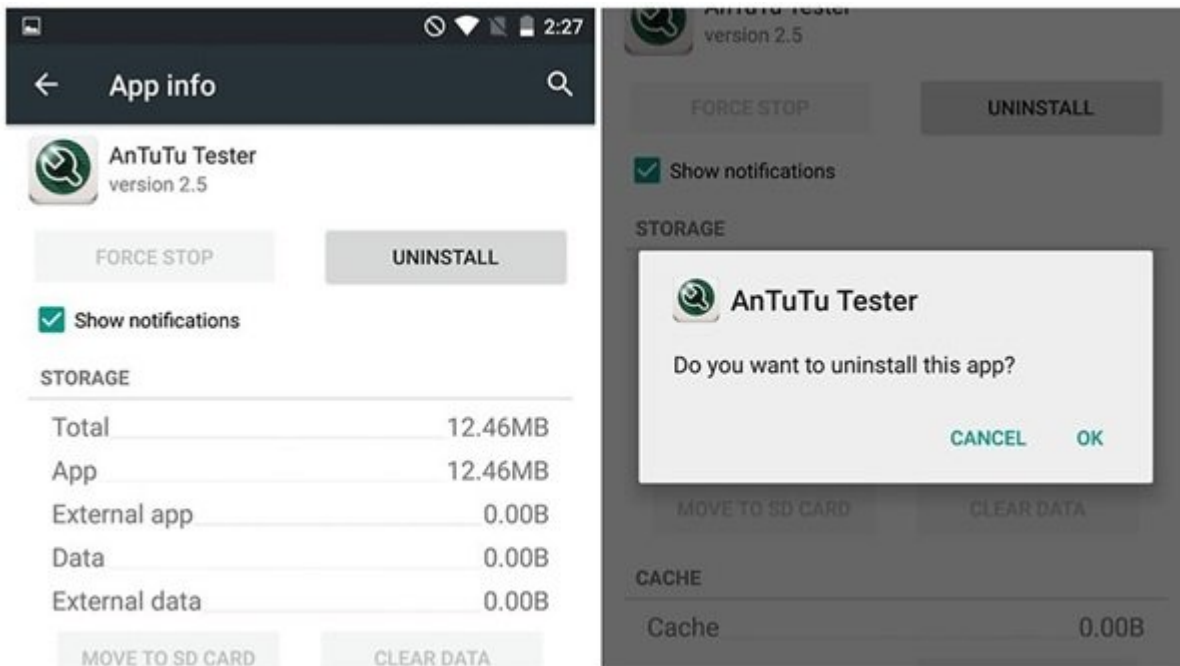 2:27
App info
AnTuTu Tester
version 2.5
FORCE STOP
UNINSTALL
Show notifications
STORAGE
Total 12.46MB
App 12.46MB
External app 0.00B
Data 0.00B
External data 0.00B
MOVE TO SD CARD
CLEAR DATA
AnTuTu Tester
version 2.5
FORCE STOP
UNINSTALL
Show notifications
STORAGE
AnTuTu Tester
Do you want to uninstall this app?
CANCEL
OK
MOVE TO SD CARD
CLEAR DATA
CACHE
Cache 0.00B